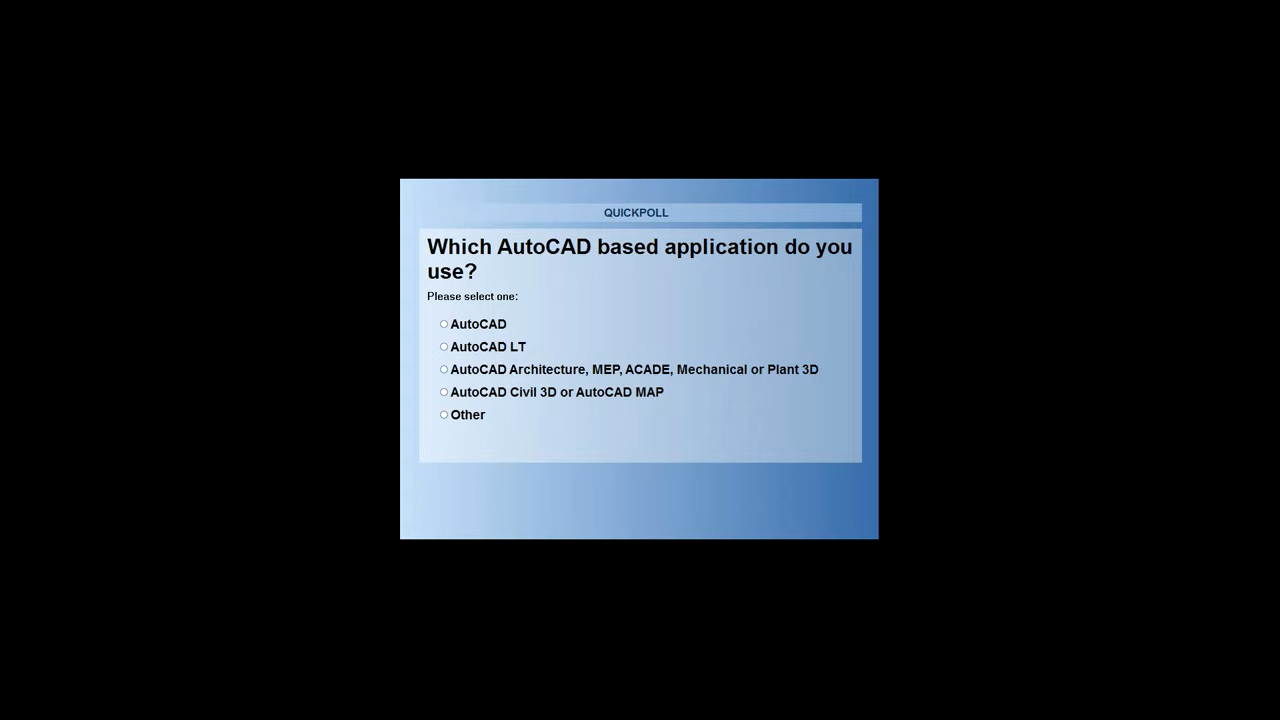 QUICKPOLL
Which AutoCAD based application do you
use?
Please select one:
AutoCAD
AutoCAD LT
AutoCAD Architecture, MEP, ACADE, Mechanical or Plant 3D
AutoCAD Civil 3D or AutoCAD MAP
Other